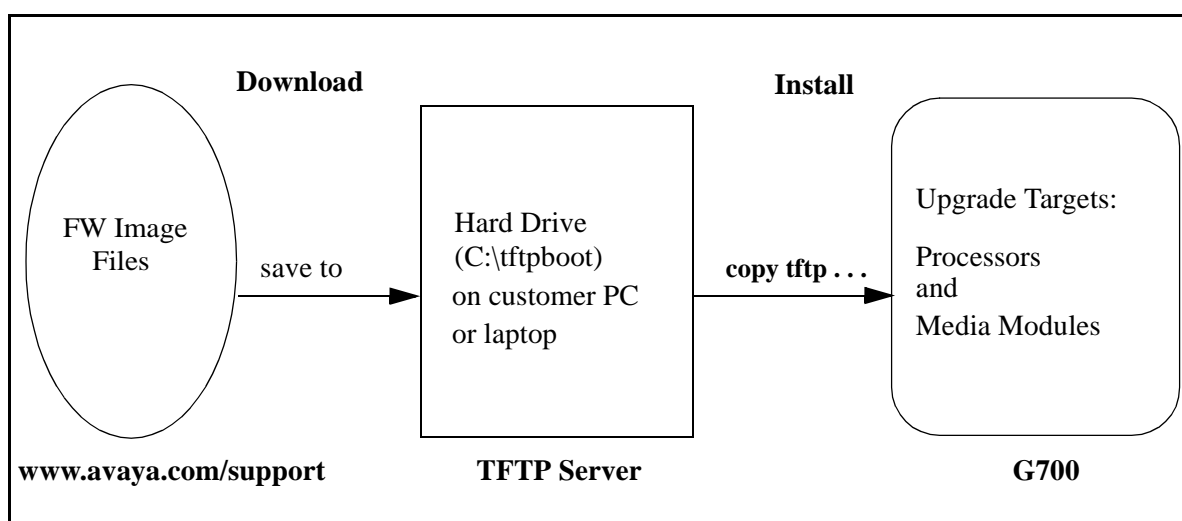 Download
Install
FW Image
Files
save to
Hard Drive
(C:\tftpboot)
on customer PC
or laptop
copy tftp . . .
Upgrade Targets:
Processors
and
Media Modules
www.avaya.com/support
TFTP Server
G700